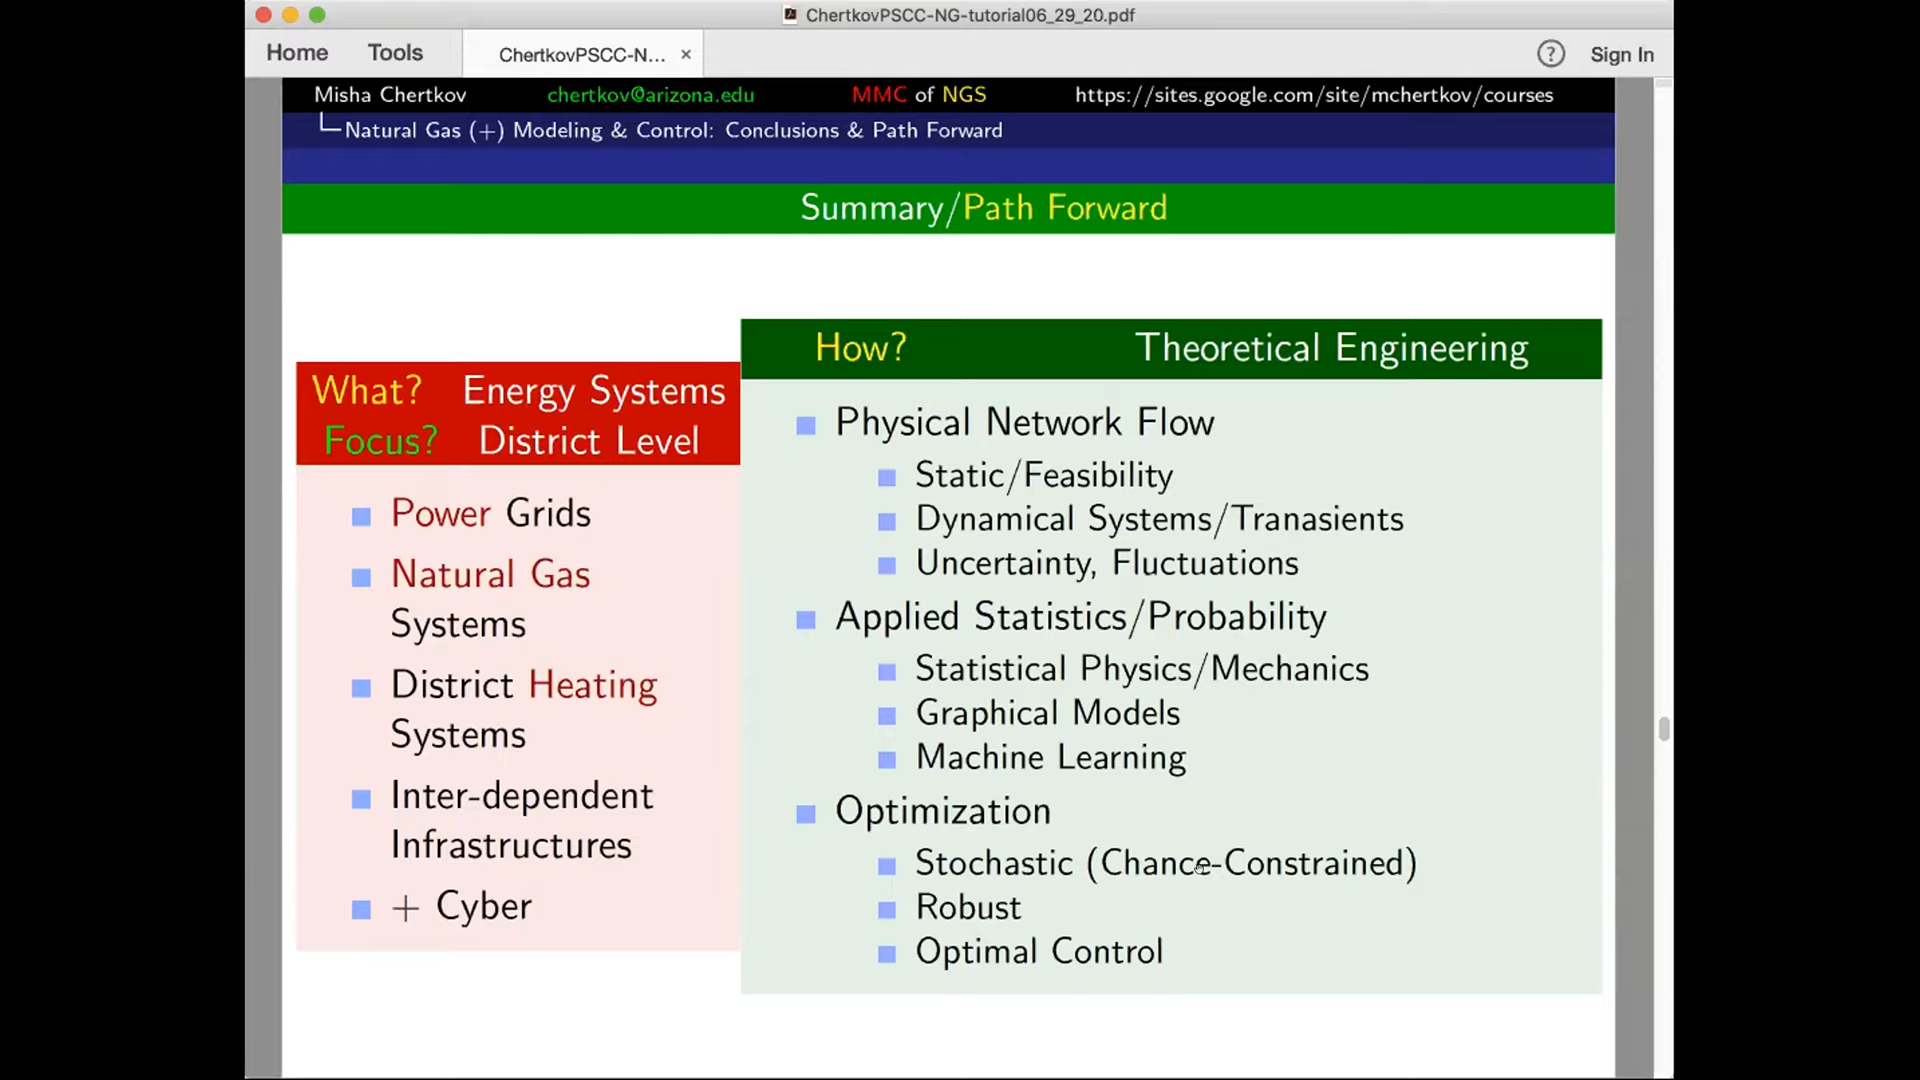 ChertkovPSCC-NG-tutorial06_29_20.pdf
Home Tools ChertkovPSCC-N... × ? Sign In
Misha Chertkov chertkov@arizona.edu MMC of NGS https://sites.google.com/site/mchertkov/courses
Natural Gas (+) Modeling & Control: Conclusions & Path Forward
Summary/Path Forward
What? Energy Systems
Focus? District Level
Power Grids
Natural Gas
Systems
District Heating
Systems
Inter-dependent
Infrastructures
+ Cyber
How? Theoretical Engineering
Physical Network Flow
Static/Feasibility
Dynamical Systems/Tranasients
Uncertainty, Fluctuations
Applied Statistics/Probability
Statistical Physics/Mechanics
Graphical Models
Machine Learning
Optimization
Stochastic (Chance-Constrained)
Robust
Optimal Control